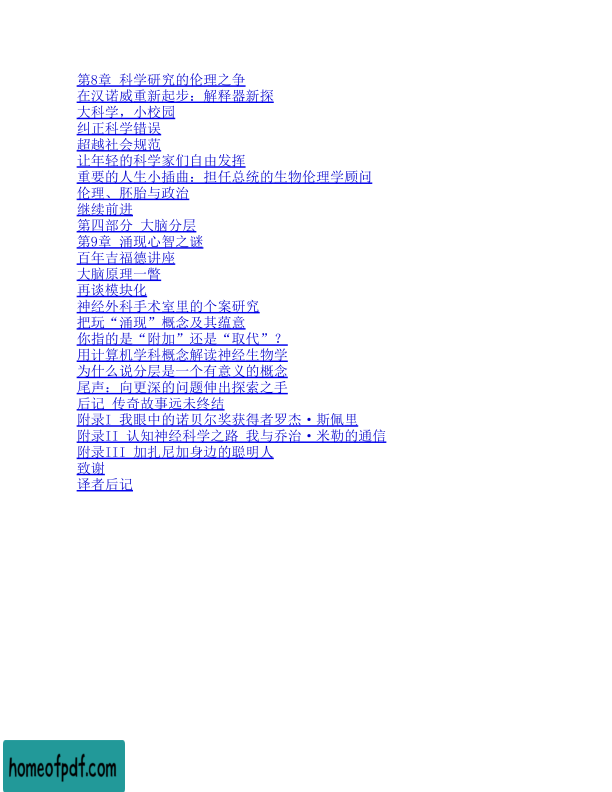 第8章 科学研究的伦理之争
在汉诺威重新起步：解释器新探
大科学，小校园
纠正科学错误
超越社会规范
让年轻的科学家们自由发挥
重要的人生小插曲：担任总统的生物伦理学顾问
伦理、胚胎与政治
继续前进
第四部分 大脑分层
第9章 涌现心智之谜
百年吉福德讲座
大脑原理一瞥
再谈模块化
神经外科手术室里的个案研究
把玩“涌现”概念及其蕴意
你指的是“附加”还是“取代”？
用计算机学科概念解读神经生物学
为什么说分层是一个有意义的概念
尾声：向更深的问题伸出探索之手
后记 传奇故事远未终结
附录I 我眼中的诺贝尔奖获得者罗杰·斯佩里
附录II 认知神经科学之路 我与乔治·米勒的通信
附录III 加扎尼加身边的聪明人
致谢
译者后记
homeofpdf.com